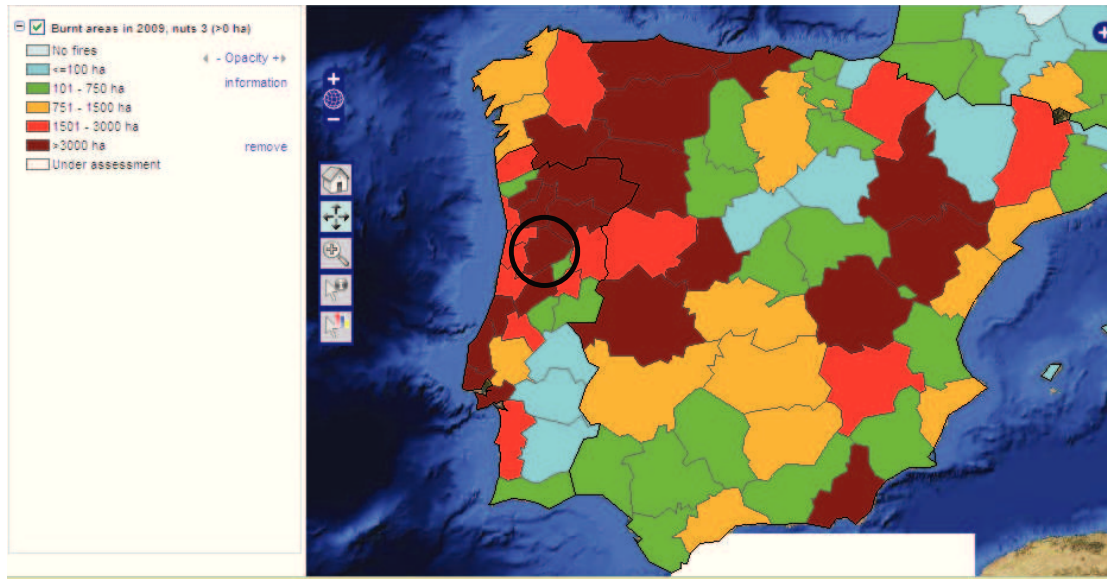 Burnt areas in 2009, nuts 3 (>0 ha)
No fires
- Opacity +
<=100 ha
information
101 - 750 ha
751 - 1500 ha
1501 - 3000 ha
>3000 ha
remove
Under assessment